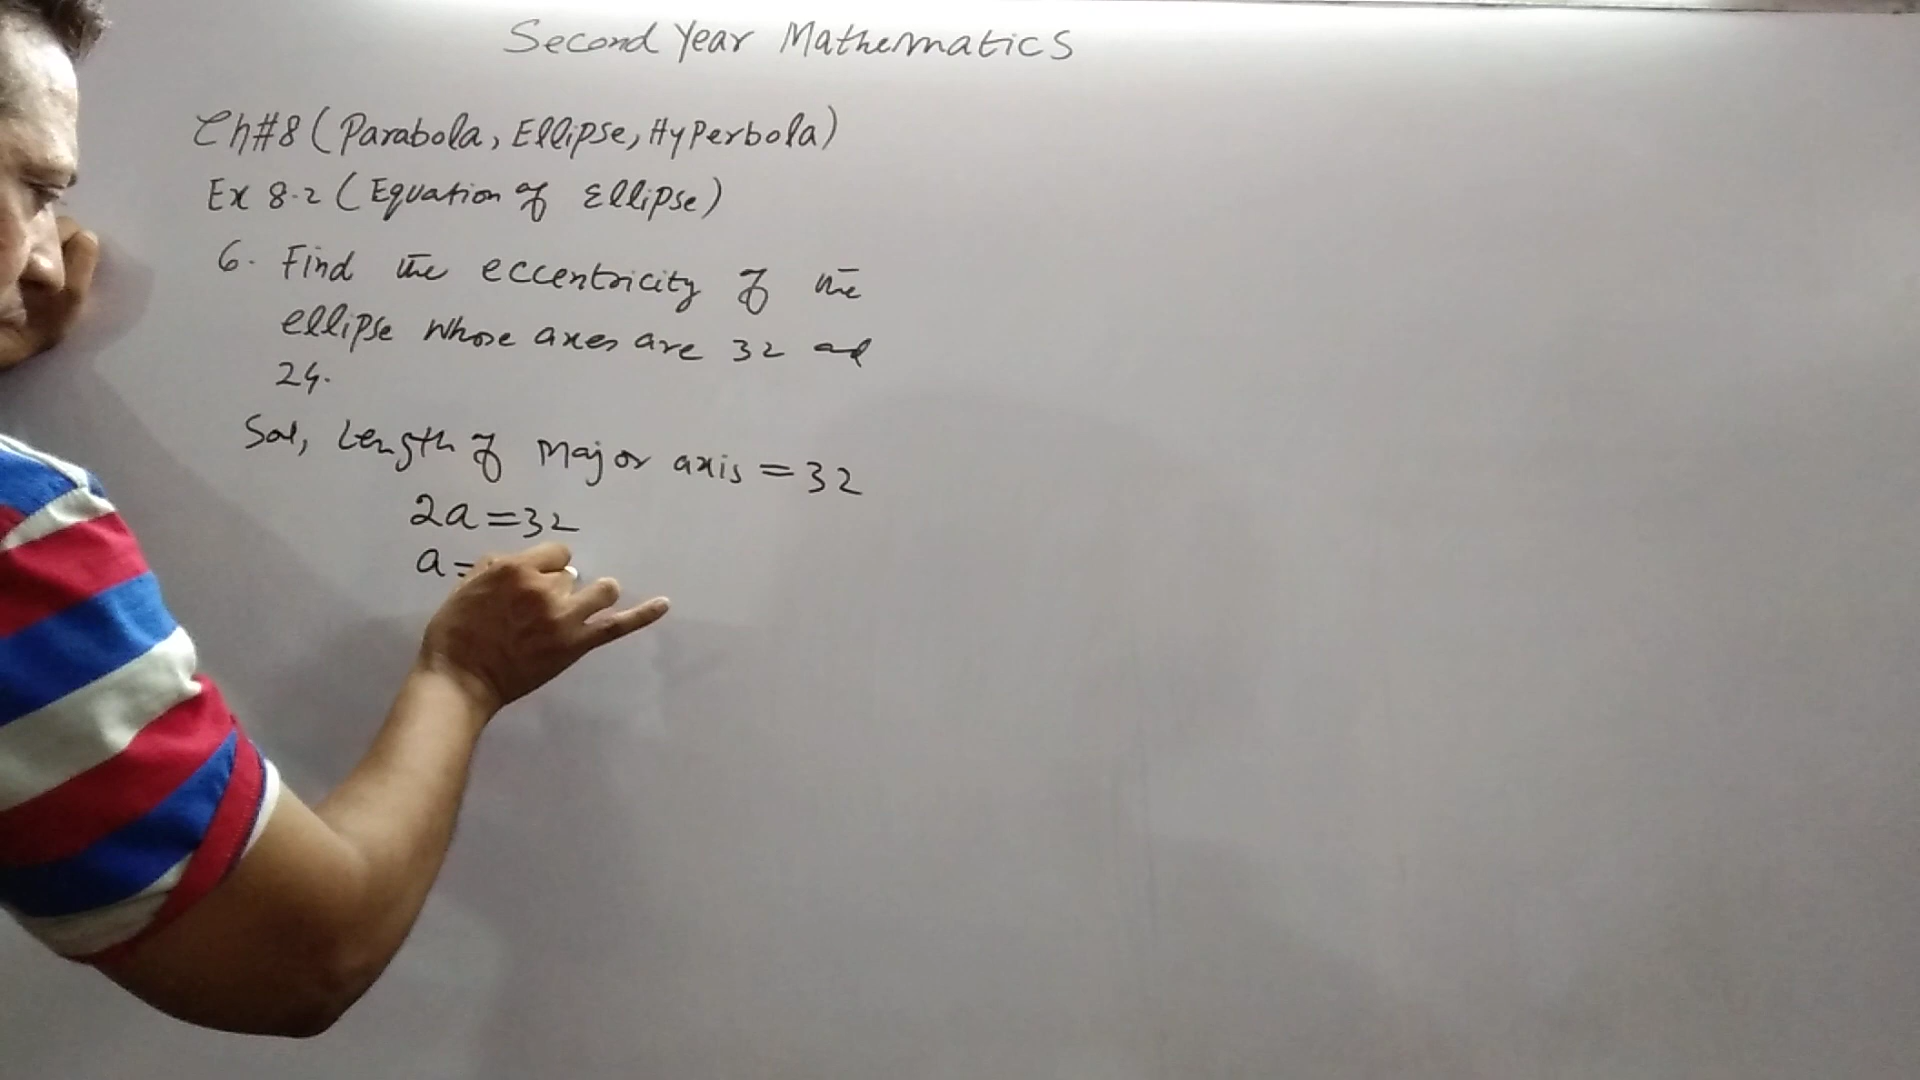 Second Year Mathematics
Ch#8 (Parabola, Ellipse, Hyperbola)
Ex 8.2 (Equation of Ellipse)
6. Find the eccentricity of the
ellipse whose axes are 32 ad
24.
Sol, Length of Major axis = 32
2a = 32
a =